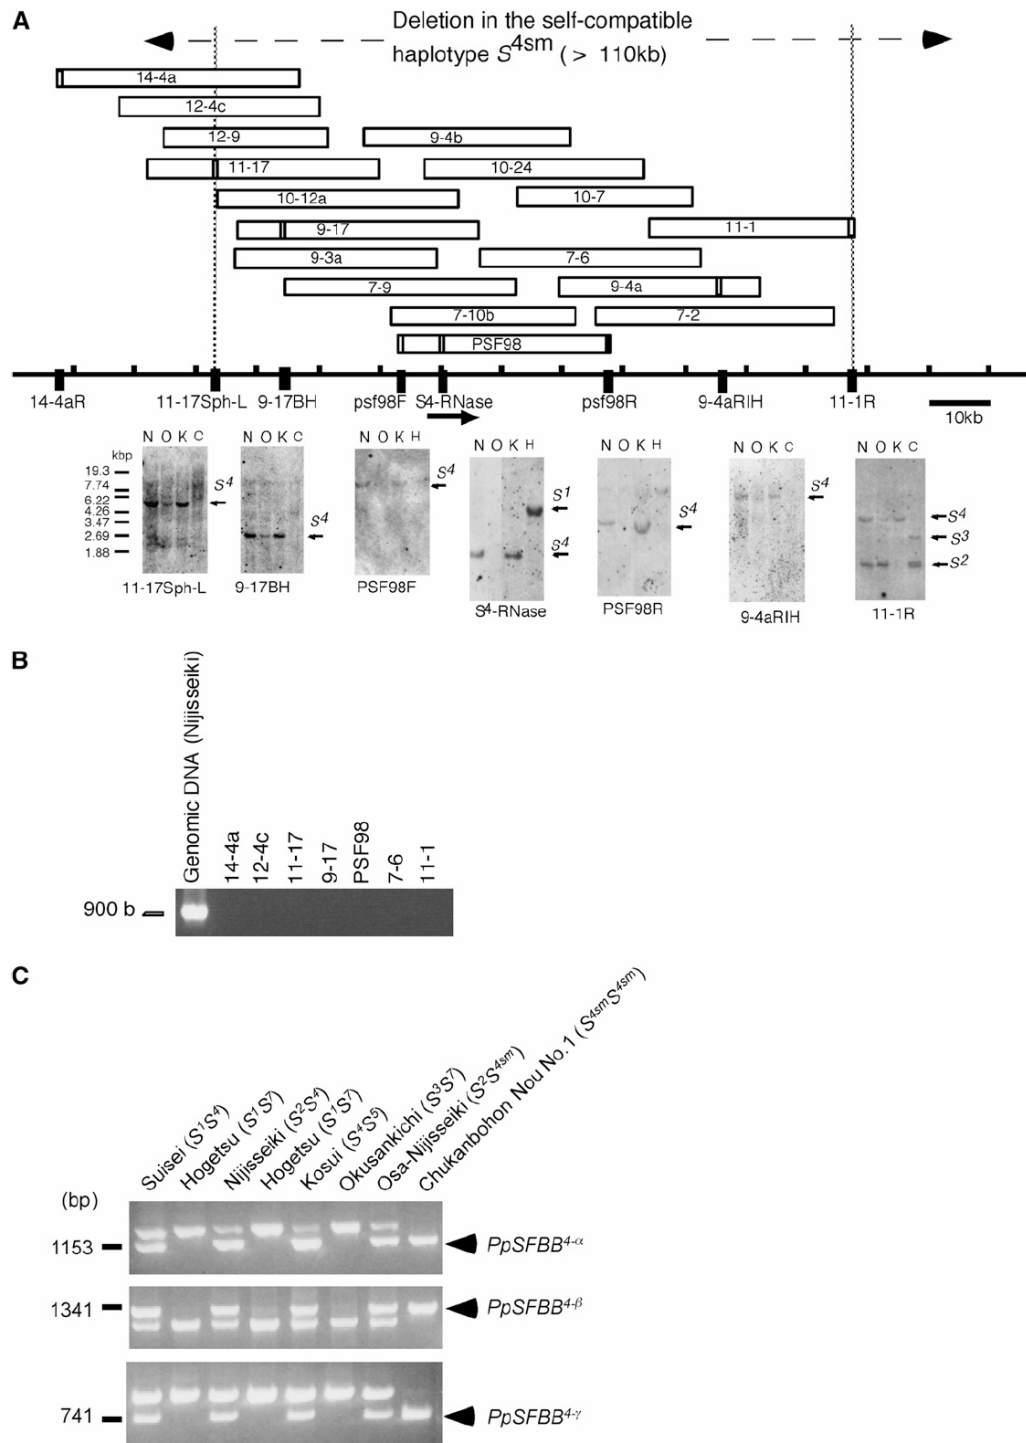 A
Deletion in the self-compatible
haplotype S4sm ( > 110kb)
14-4a
12-4c
12-9
9-4b
11-17
10-24
10-12a
10-7
9-17
11-1
9-3a
7-6
7-9
9-4a
7-10b
7-2
PSF98
14-4aR
11-17Sph-L
9-17BH
psf98F
S4-RNase
psf98R
9-4aRIH
11-1R
10kb
kbp
19.3
7.74
6.22
4.26
3.47
2.69
1.88
N O K C
S4
11-17Sph-L
N O K C
S4
9-17BH
N O K H
S4
PSF98F
N O K H
S1
S4
S4-RNase
N O K H
S4
PSF98R
N O K C
S4
9-4aRIH
N O K C
S4
S3
S2
11-1R
B
Genomic DNA (Nijisseiki)
14-4a
12-4c
11-17
9-17
PSF98
7-6
11-1
900 b
C
Suisei (S1S4)
Hogetsu (S1S7)
Nijisseiki (S2S4)
Hogetsu (S1S7)
Kosui (S4S5)
Okusankichi (S3S7)
Osa-Nijisseiki (S2S4sm)
Chukanbohon Nou No.1 (S4smS4sm)
(bp)
1153
PpSFBB4-α
1341
PpSFBB4-β
741
PpSFBB4-γ